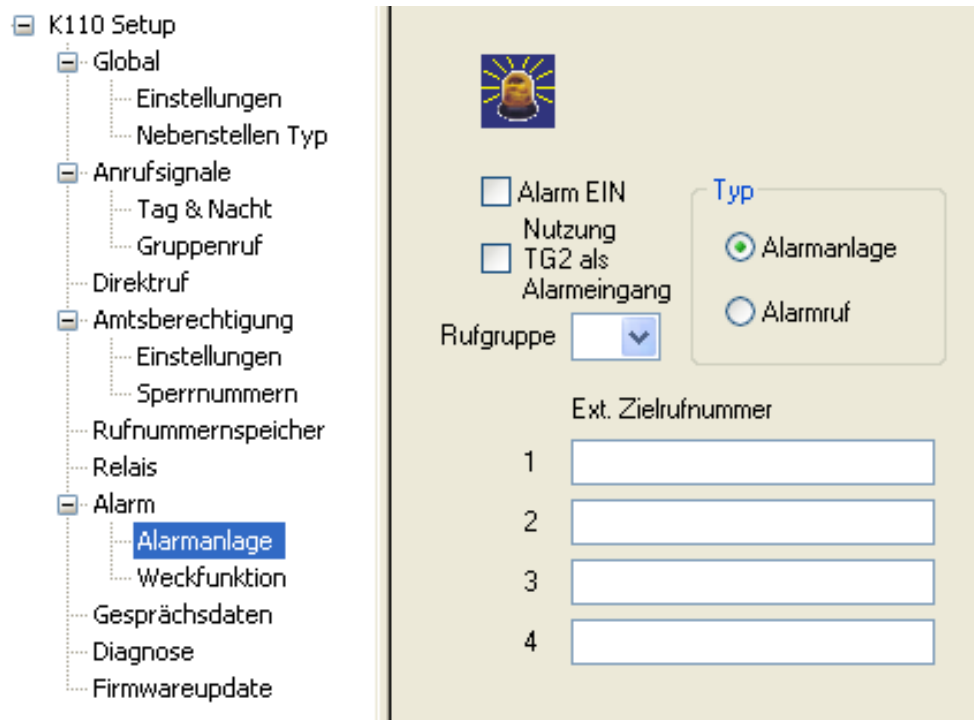 K110 Setup
Global
Einstellungen
Nebenstellen Typ
Anrufsignale
Tag & Nacht
Gruppenruf
Direktruf
Amtsberechtigung
Einstellungen
Sperrnummern
Rufnummernspeicher
Relais
Alarm
Alarmanlage
Weckfunktion
Gesprächsdaten
Diagnose
Firmwareupdate
Alarm EIN
Nutzung
TG2 als
Alarmeingang
Rufgruppe
Typ
Alarmanlage
Alarmruf
Ext. Zielrufnummer
1
2
3
4